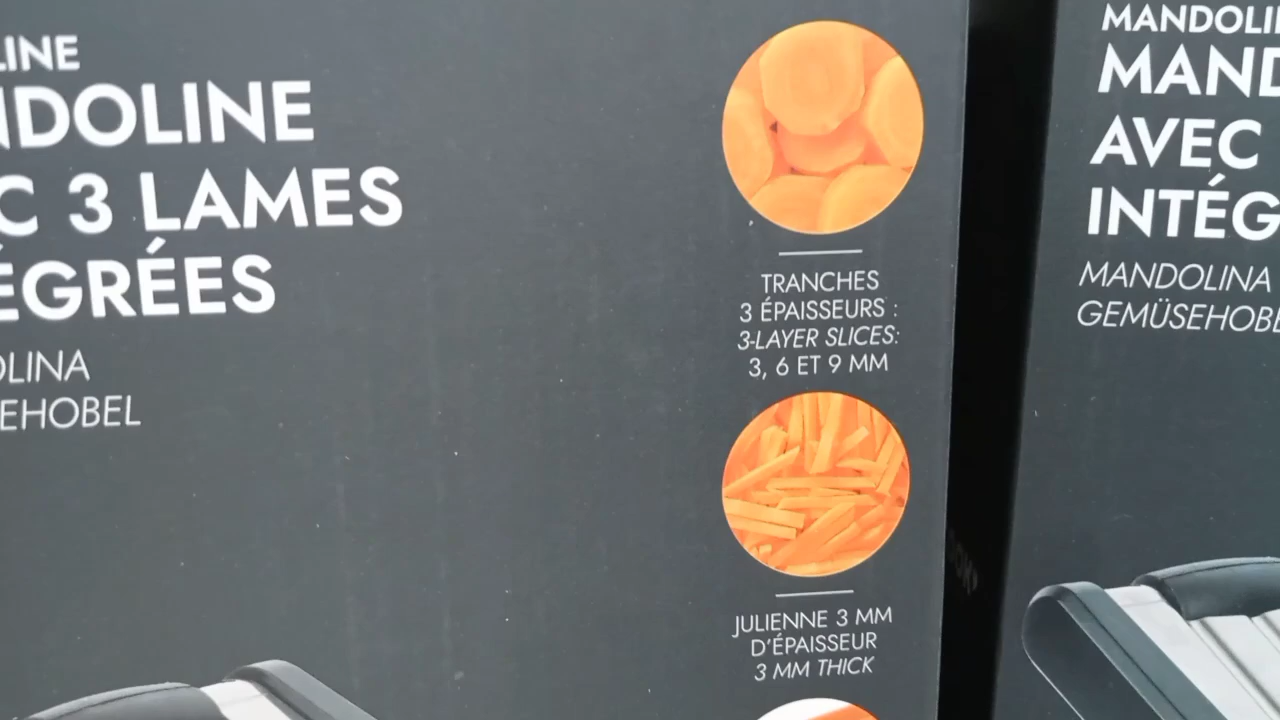 LINE
NDOLINE
C 3 LAMES
ÉGRÉES
OLINA
EHOBEL
TRANCHES
3 ÉPAISSEURS :
3-LAYER SLICES:
3, 6 ET 9 MM
JULIENNE 3 MM
D'ÉPAISSEUR
3 MM THICK
MANDOLI
MAND
AVEC
INTÉG
MANDOLINA
GEMÜSEHOBE